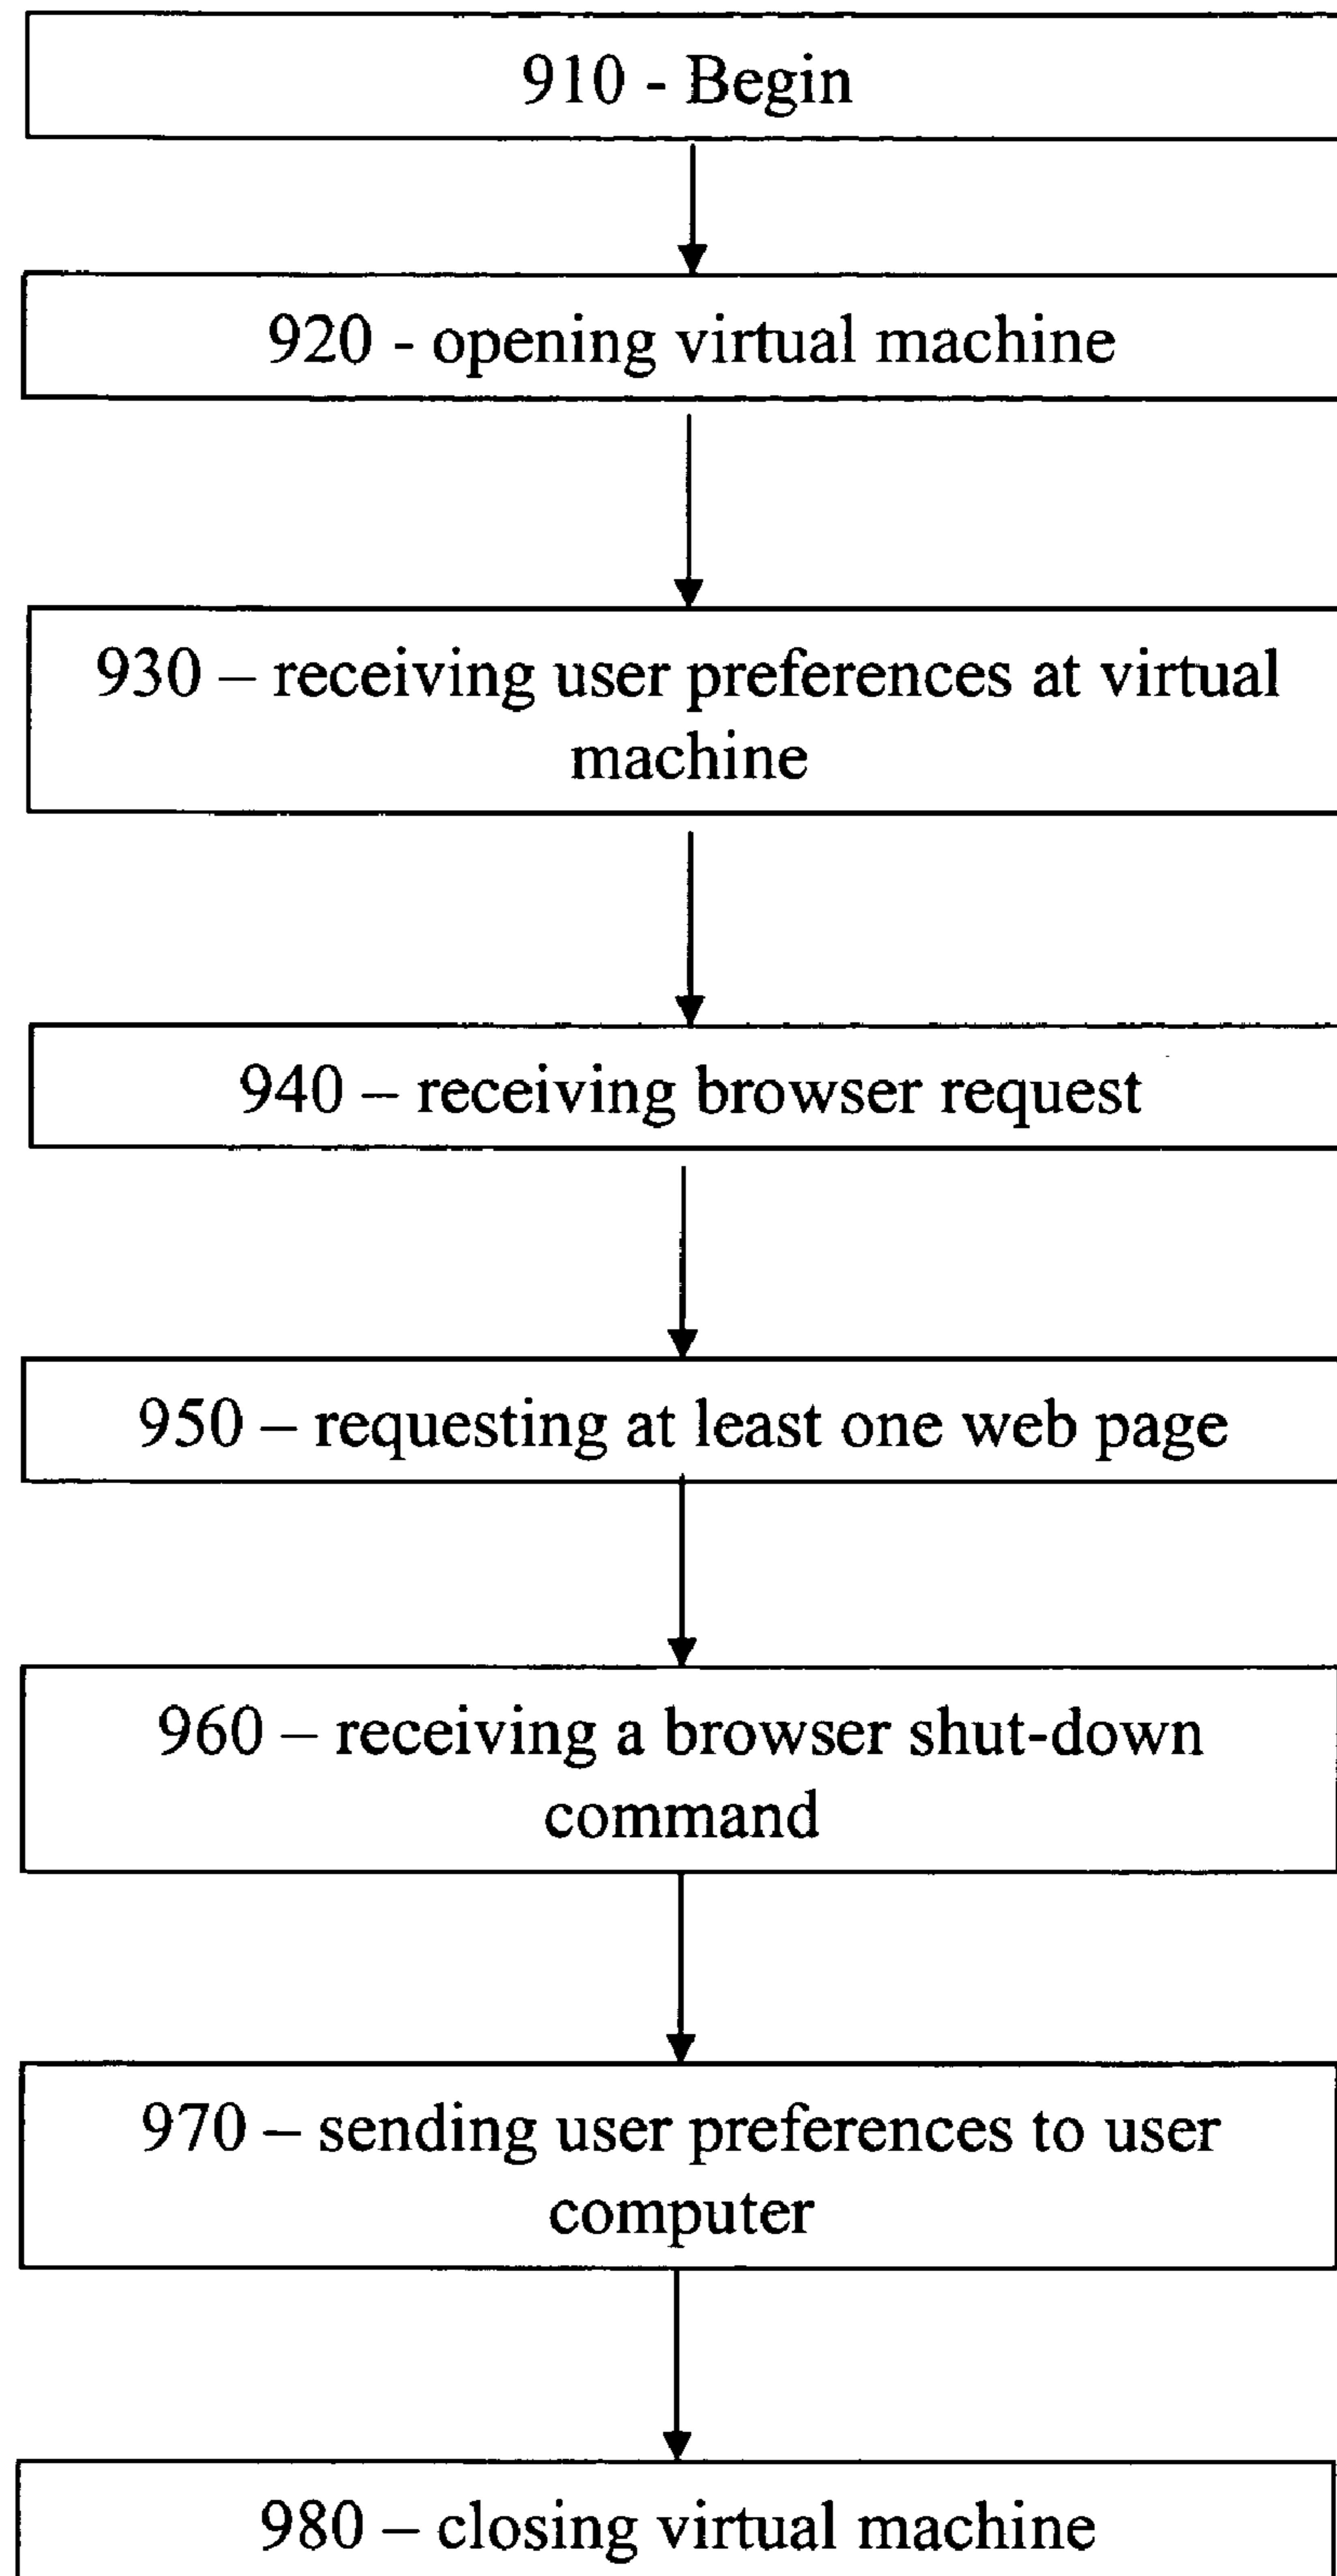 910 - Begin
920 - opening virtual machine
930 – receiving user preferences at virtual
machine
940 – receiving browser request
950 – requesting at least one web page
960 – receiving a browser shut-down
command
970 – sending user preferences to user
computer
980 – closing virtual machine